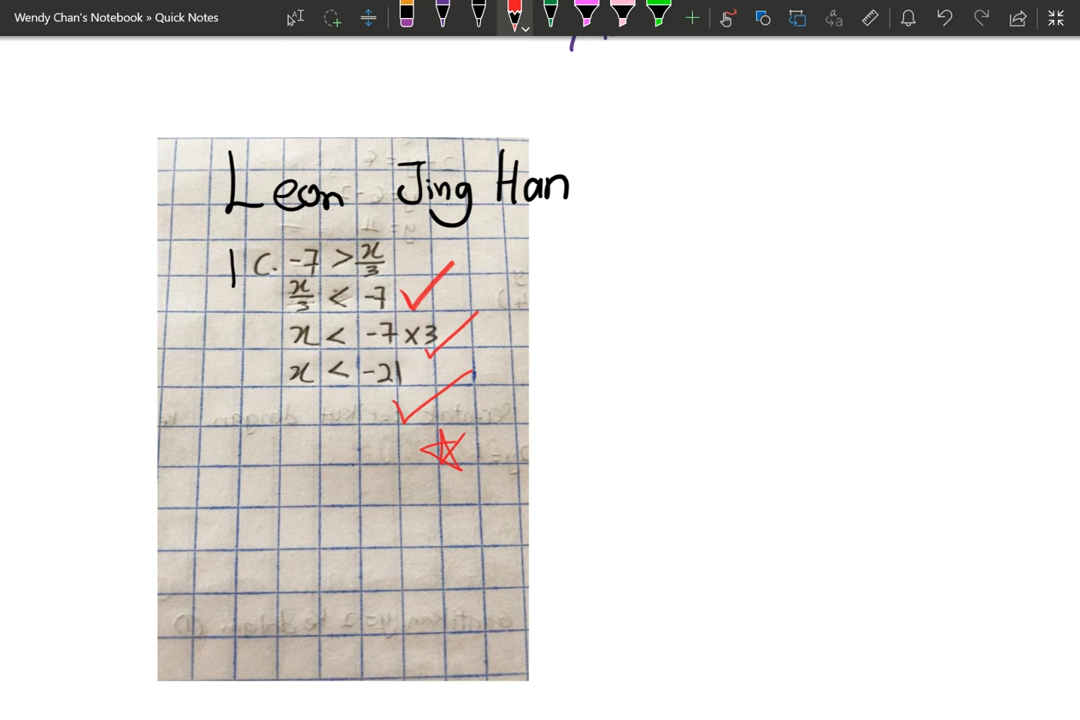 Wendy Chan's Notebook » Quick Notes
Leon Jing Han
1 C. -7 > x/3
x/3 < -7
x < -7 × 3
x < -21